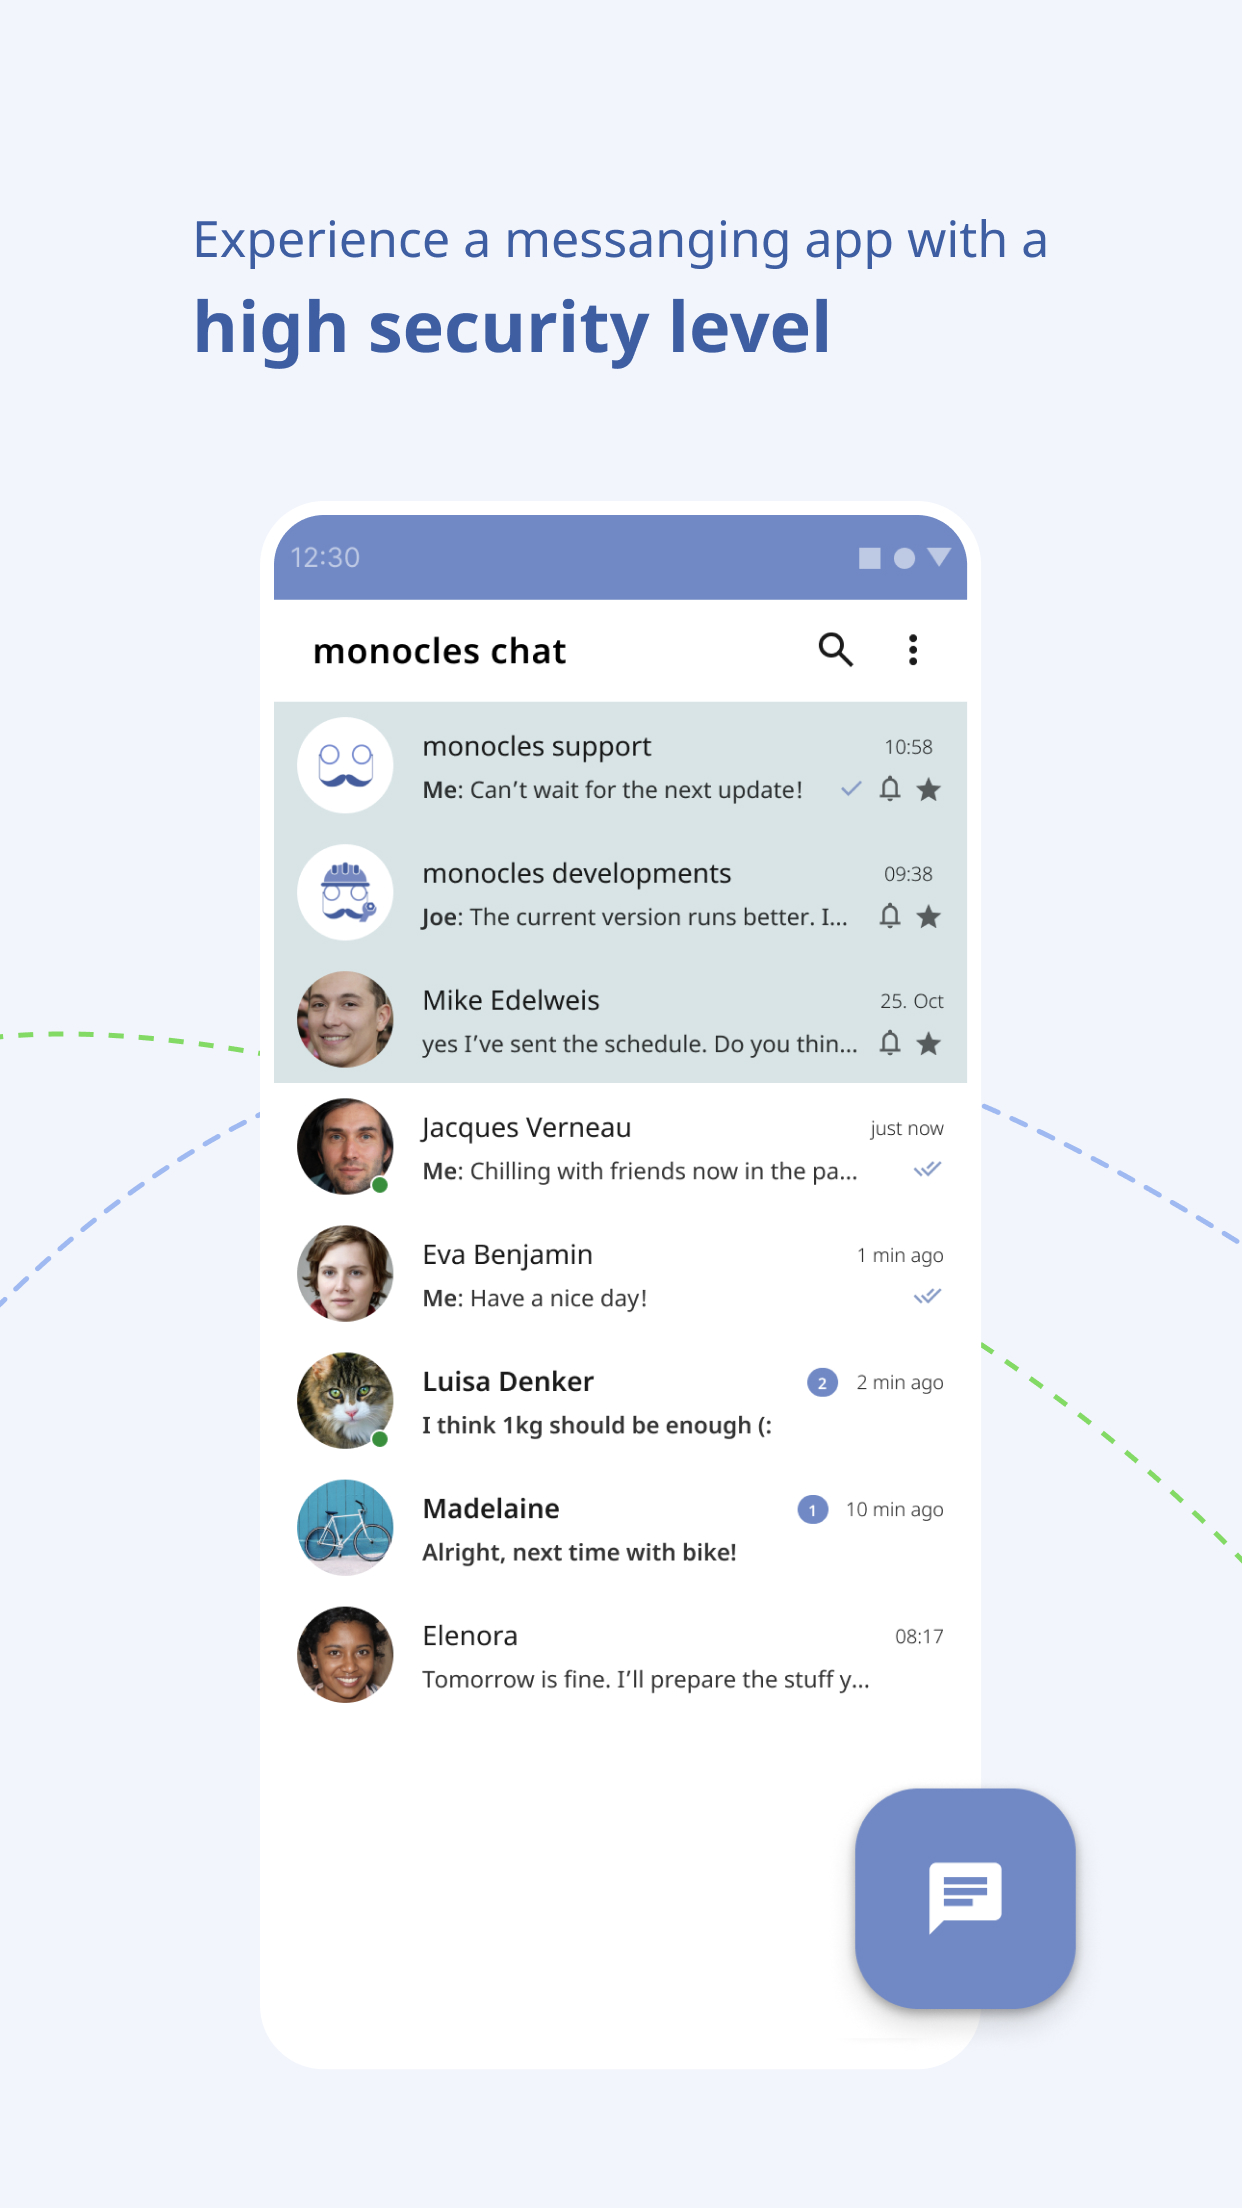 Experience a messanging app with a
high security level
12:30
monocles chat
monocles support 10:58
Me: Can’t wait for the next update!
monocles developments 09:38
Joe: The current version runs better. I...
Mike Edelweis 25. Oct
yes I’ve sent the schedule. Do you thin...
Jacques Verneau just now
Me: Chilling with friends now in the pa...
Eva Benjamin 1 min ago
Me: Have a nice day!
Luisa Denker 2 2 min ago
I think 1kg should be enough (:
Madelaine 1 10 min ago
Alright, next time with bike!
Elenora 08:17
Tomorrow is fine. I’ll prepare the stuff y...